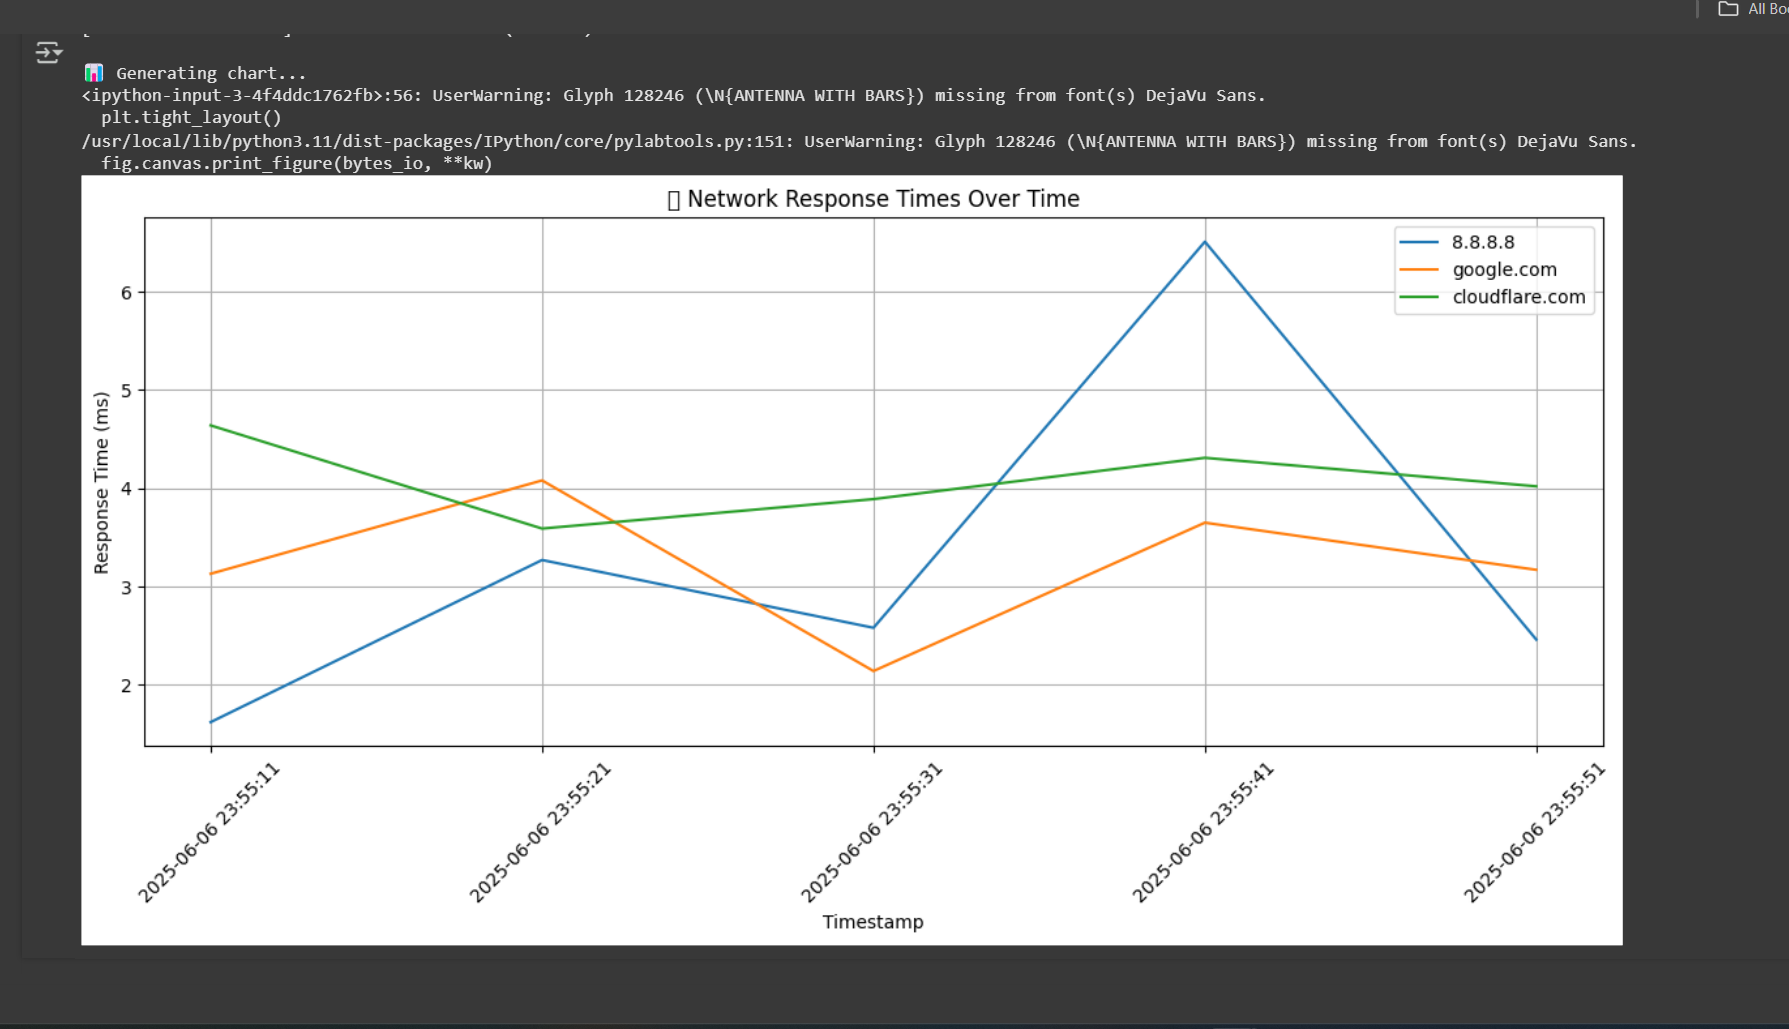 All Bo
📊 Generating chart...
<ipython-input-3-4f4ddc1762fb>:56: UserWarning: Glyph 128246 (\N{ANTENNA WITH BARS}) missing from font(s) DejaVu Sans.
plt.tight_layout()
/usr/local/lib/python3.11/dist-packages/IPython/core/pylabtools.py:151: UserWarning: Glyph 128246 (\N{ANTENNA WITH BARS}) missing from font(s) DejaVu Sans.
fig.canvas.print_figure(bytes_io, **kw)
▯ Network Response Times Over Time
8.8.8.8
google.com
cloudflare.com
Response Time (ms)
6
5
4
3
2
2025-06-06 23:55:11
2025-06-06 23:55:21
2025-06-06 23:55:31
2025-06-06 23:55:41
2025-06-06 23:55:51
Timestamp